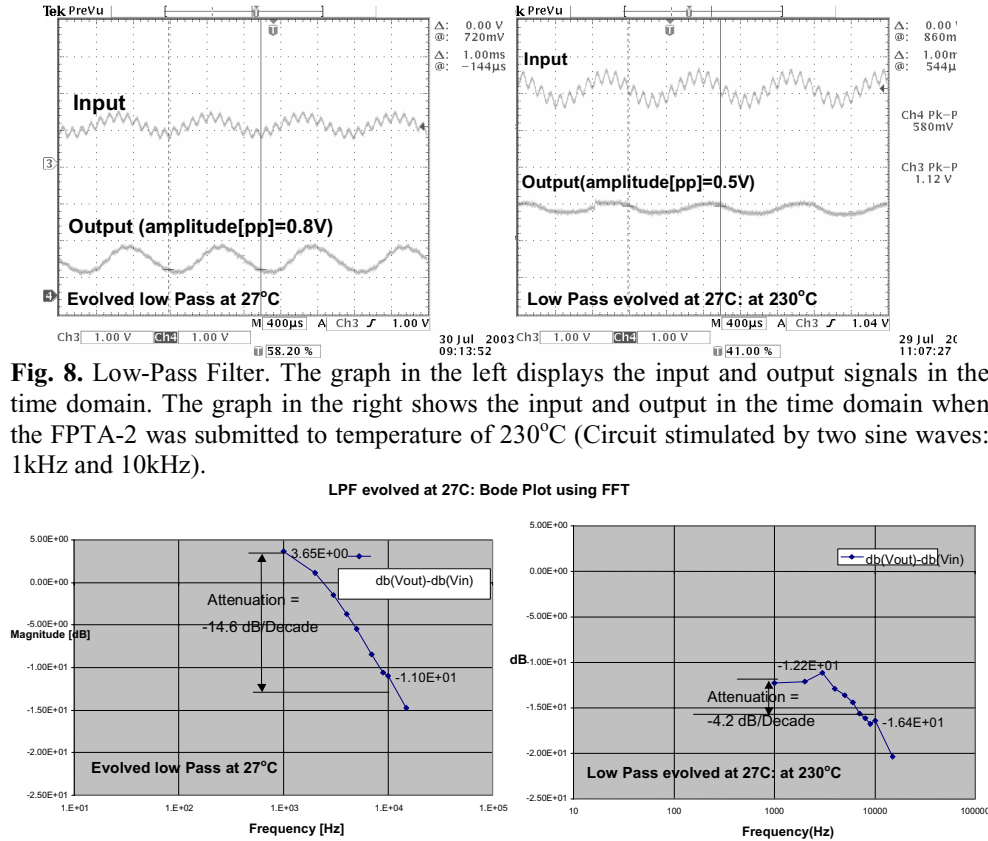 Tek PreVu
Δ: 0.00 V
@: 720mV
Δ: 1.00ms
@: -144µs
Input
3
Output (amplitude[pp]=0.8V)
4
Evolved low Pass at 27°C
M 400µs A Ch3 1.00 V
Ch3 1.00 V Ch4 1.00 V
T 58.20 %
30 Jul 2003
09:13:52
k PreVu
Δ: 0.00
@: 860m
Δ: 1.00m
@: 544µ
Input
Ch4 Pk-P
580mV
Ch3 Pk-P
1.12 V
Output(amplitude[pp]=0.5V)
Low Pass evolved at 27C: at 230°C
M 400µs A Ch3 1.04 V
Ch3 1.00 V Ch4 1.00 V
T 41.00 %
29 Jul 20
11:07:27
Fig. 8. Low-Pass Filter. The graph in the left displays the input and output signals in the
time domain. The graph in the right shows the input and output in the time domain when
the FPTA-2 was submitted to temperature of 230°C (Circuit stimulated by two sine waves:
1kHz and 10kHz).
LPF evolved at 27C: Bode Plot using FFT
5.00E+00
0.00E+00
-5.00E+00
-1.00E+01
-1.50E+01
-2.00E+01
-2.50E+01
Magnitude [dB]
3.65E+00
db(Vout)-db(Vin)
Attenuation =
-14.6 dB/Decade
-1.10E+01
Evolved low Pass at 27°C
1.E+01 1.E+02 1.E+03 1.E+04 1.E+05
Frequency [Hz]
5.00E+00
0.00E+00
-5.00E+00
-1.00E+01
-1.50E+01
-2.00E+01
-2.50E+01
dB
db(Vout)-db(Vin)
-1.22E+01
Attenuation =
-4.2 dB/Decade
-1.64E+01
Low Pass evolved at 27C: at 230°C
10 100 1000 10000 100000
Frequency(Hz)